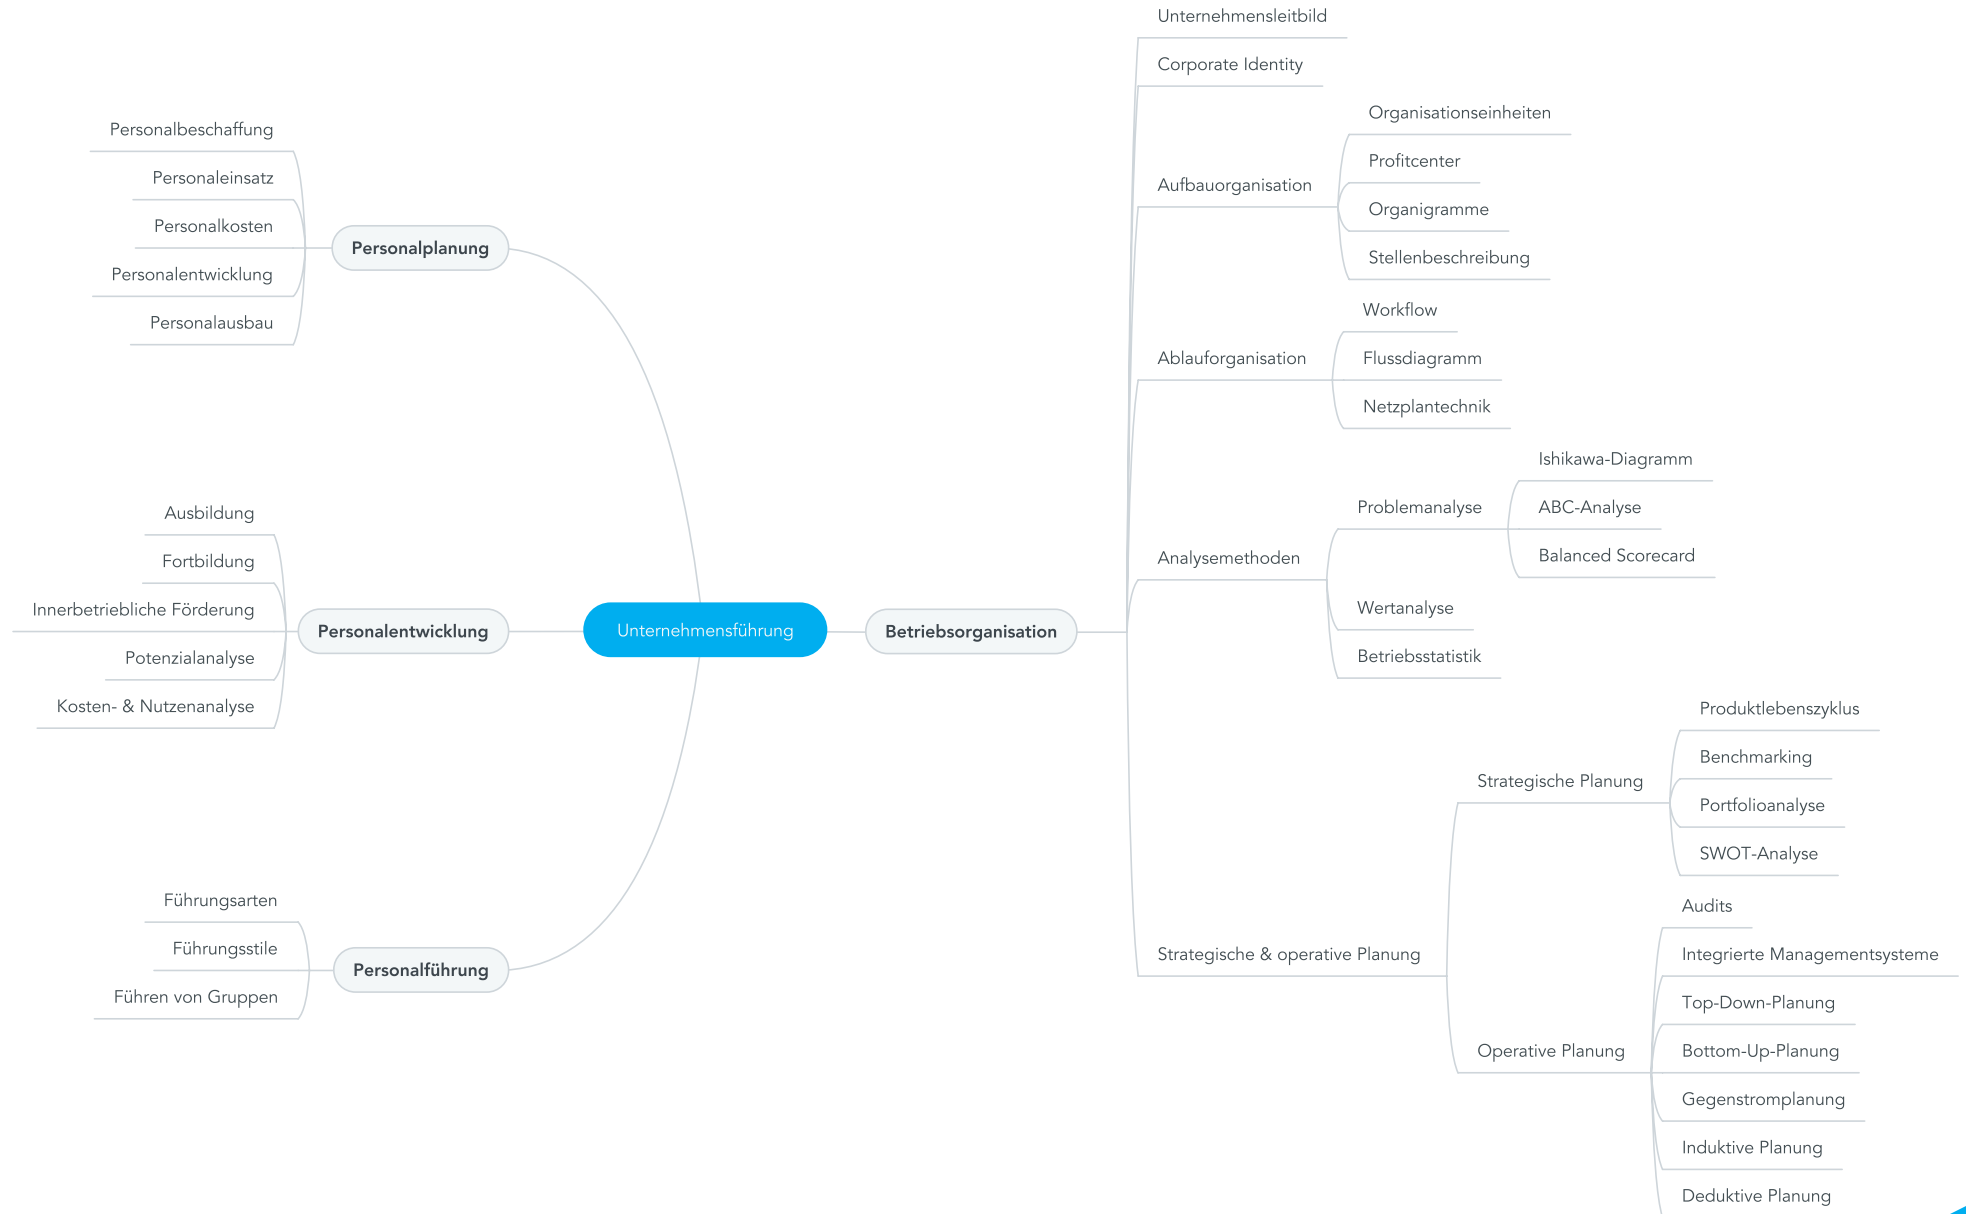 Unternehmensführung
Personalplanung
Personalbeschaffung
Personaleinsatz
Personalkosten
Personalentwicklung
Personalausbau
Personalentwicklung
Ausbildung
Fortbildung
Innerbetriebliche Förderung
Potenzialanalyse
Kosten- & Nutzenanalyse
Personalführung
Führungsarten
Führungsstile
Führen von Gruppen
Betriebsorganisation
Unternehmensleitbild
Corporate Identity
Aufbauorganisation
Organisationseinheiten
Profitcenter
Organigramme
Stellenbeschreibung
Ablauforganisation
Workflow
Flussdiagramm
Netzplantechnik
Analysemethoden
Problemanalyse
Ishikawa-Diagramm
ABC-Analyse
Balanced Scorecard
Wertanalyse
Betriebsstatistik
Strategische & operative Planung
Strategische Planung
Produktlebenszyklus
Benchmarking
Portfolioanalyse
SWOT-Analyse
Operative Planung
Audits
Integrierte Managementsysteme
Top-Down-Planung
Bottom-Up-Planung
Gegenstromplanung
Induktive Planung
Deduktive Planung